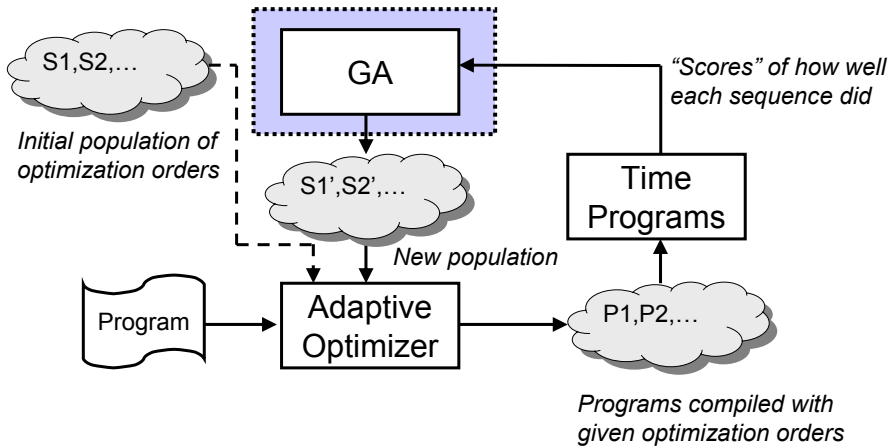 S1,S2,…
GA
“Scores” of how well
each sequence did
Initial population of
optimization orders
S1’,S2’,…
Time
Programs
New population
Program
Adaptive
Optimizer
P1,P2,…
Programs compiled with
given optimization orders